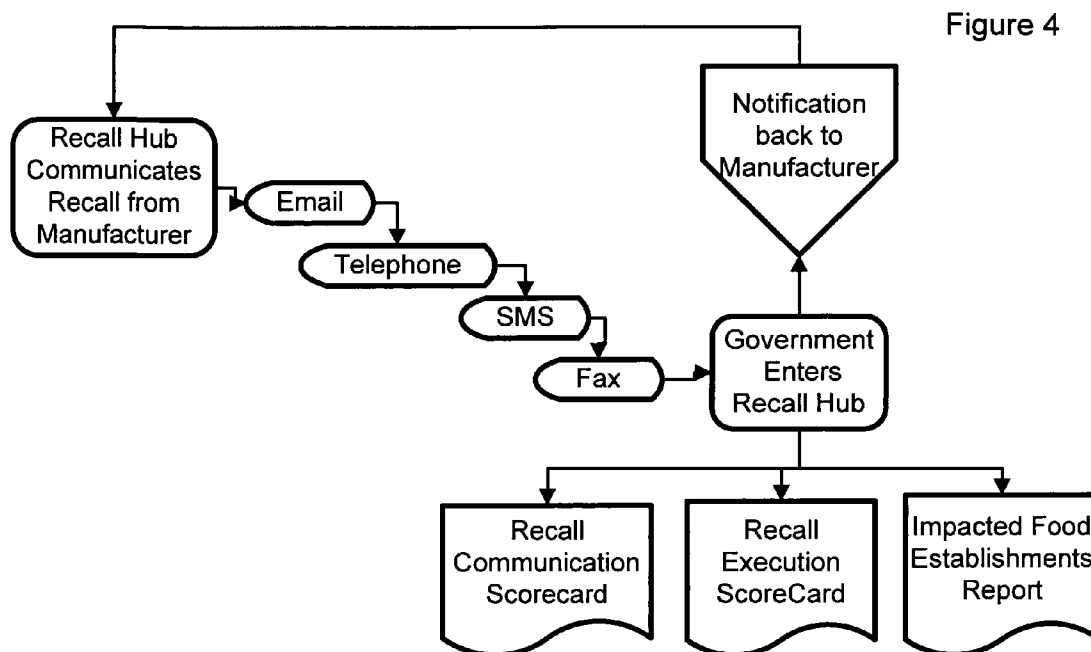 Figure 4
Notification
back to
Manufacturer
Recall Hub
Communicates
Recall from
Manufacturer
Email
Telephone
SMS
Fax
Government
Enters
Recall Hub
Recall
Communication
Scorecard
Recall
Execution
ScoreCard
Impacted Food
Establishments
Report